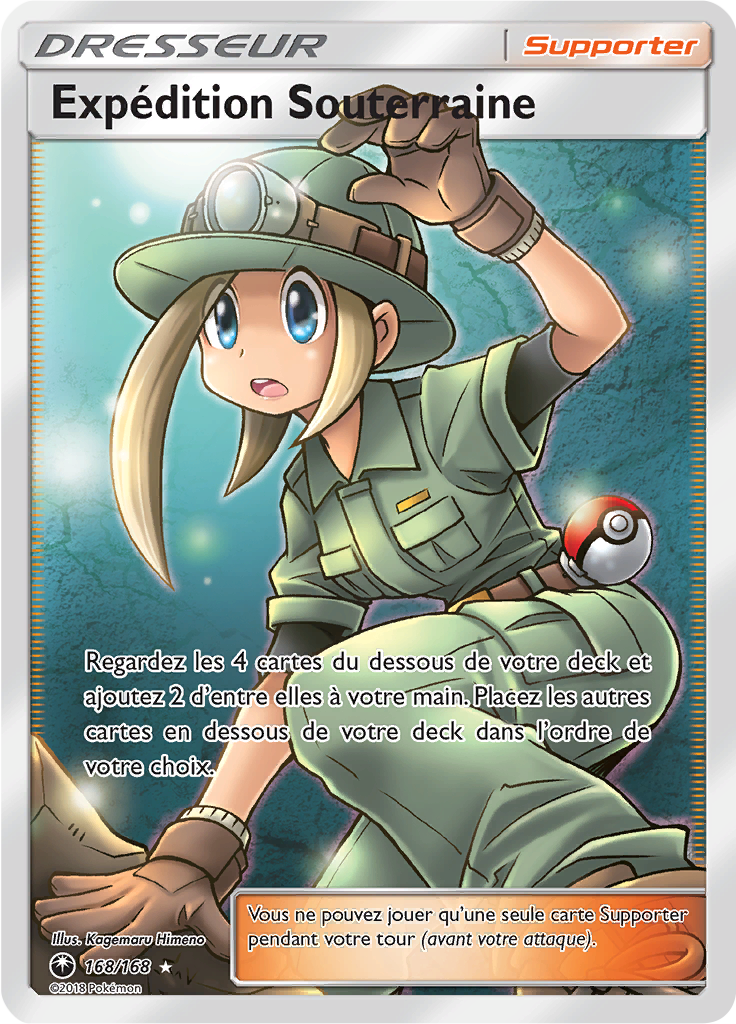 DRESSEUR
Supporter
Expédition Souterraine
Regardez les 4 cartes du dessous de votre deck et
ajoutez 2 d'entre elles à votre main. Placez les autres
cartes en dessous de votre deck dans l'ordre de
votre choix.
Vous ne pouvez jouer qu'une seule carte Supporter
pendant votre tour (avant votre attaque).
Illus. Kagemaru Himeno
168/168 ★
©2018 Pokémon